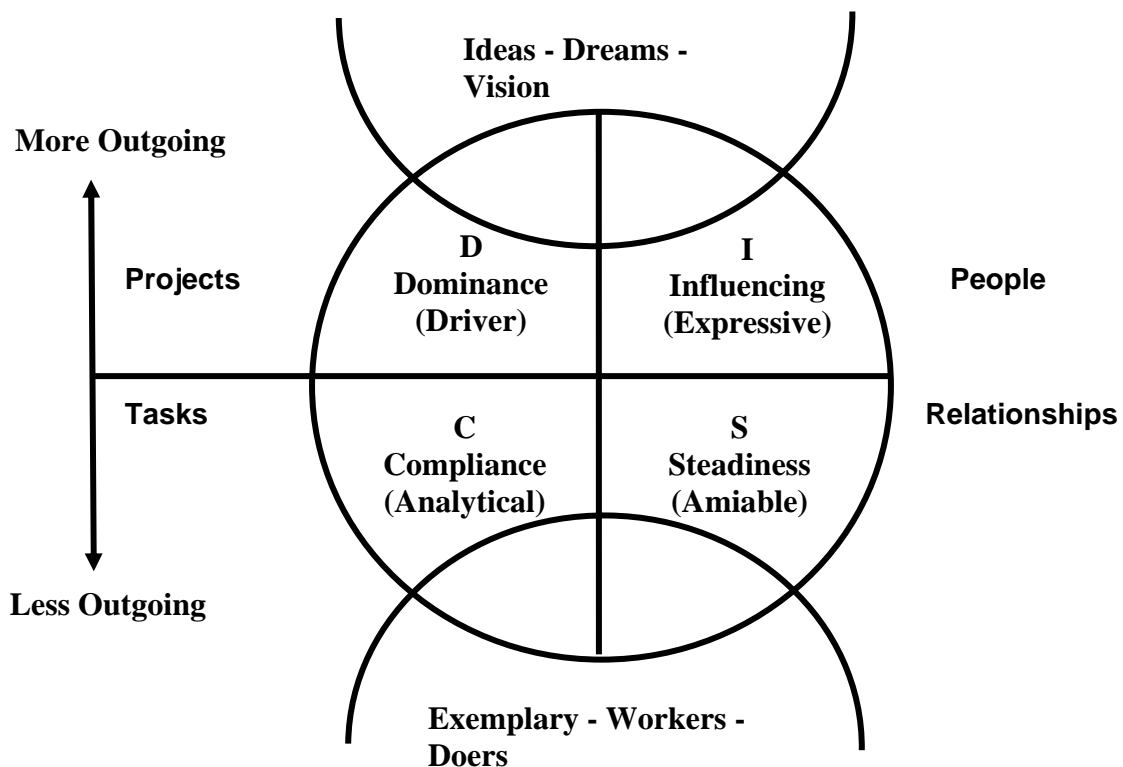 Ideas - Dreams -
Vision
More Outgoing
D
Dominance
(Driver)
I
Influencing
(Expressive)
Projects
People
Tasks
Relationships
C
Compliance
(Analytical)
S
Steadiness
(Amiable)
Less Outgoing
Exemplary - Workers -
Doers